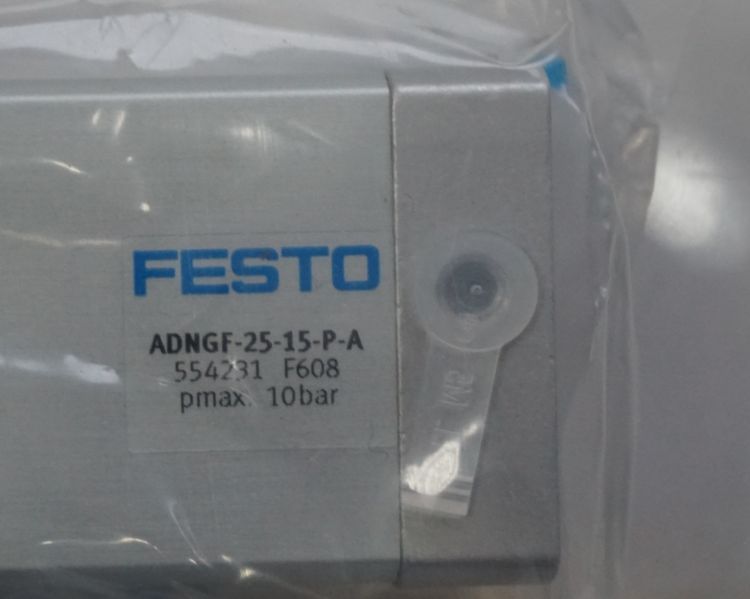 FESTO
ADNGF-25-15-P-A
554231 F608
pmax. 10bar